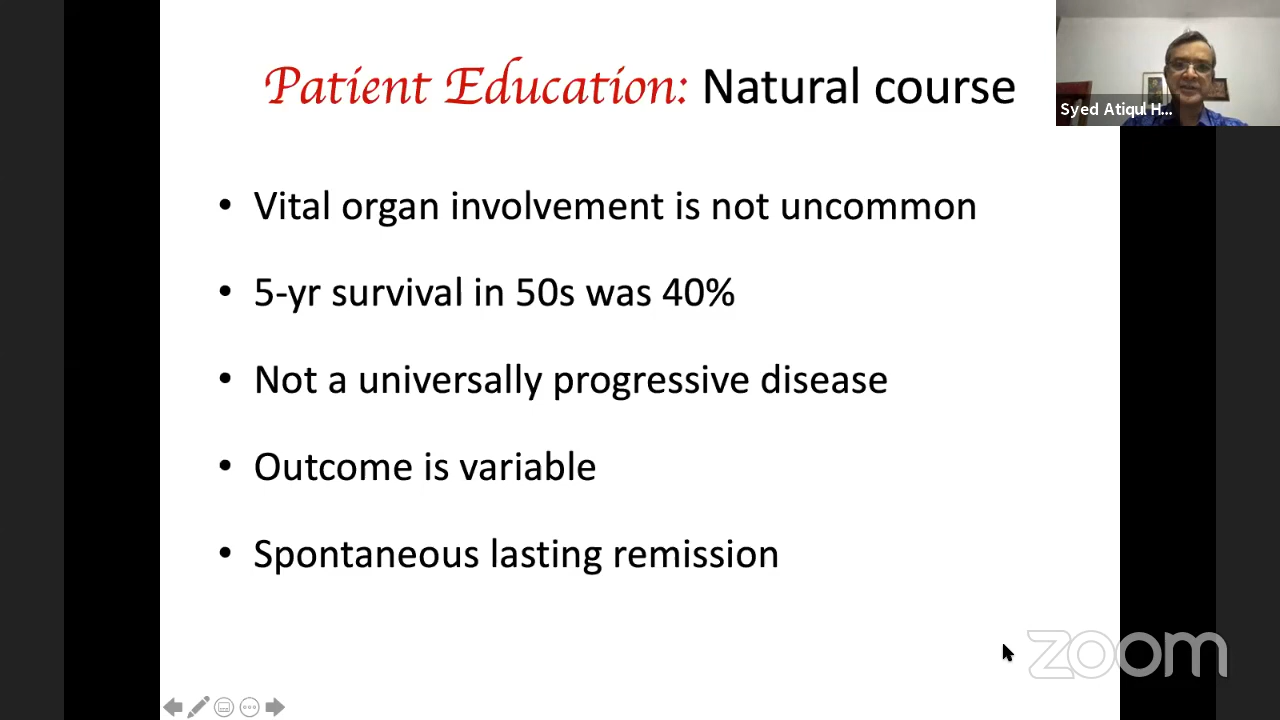 Patient Education: Natural course
Syed Atiqul H...
• Vital organ involvement is not uncommon
• 5-yr survival in 50s was 40%
• Not a universally progressive disease
• Outcome is variable
• Spontaneous lasting remission
zoom